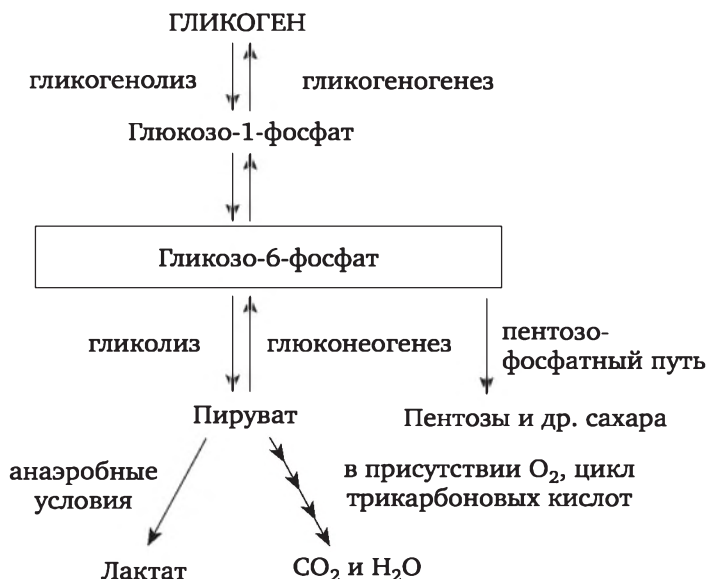 ГЛИКОГЕН
гликогенолиз
гликогеногенез
Глюкозо-1-фосфат
Гликозо-6-фосфат
гликолиз
глюконеогенез
пентозо-
фосфатный путь
Пируват
Пентозы и др. сахара
анаэробные
условия
в присутствии O₂, цикл
трикарбоновых кислот
Лактат
CO₂ и H₂O